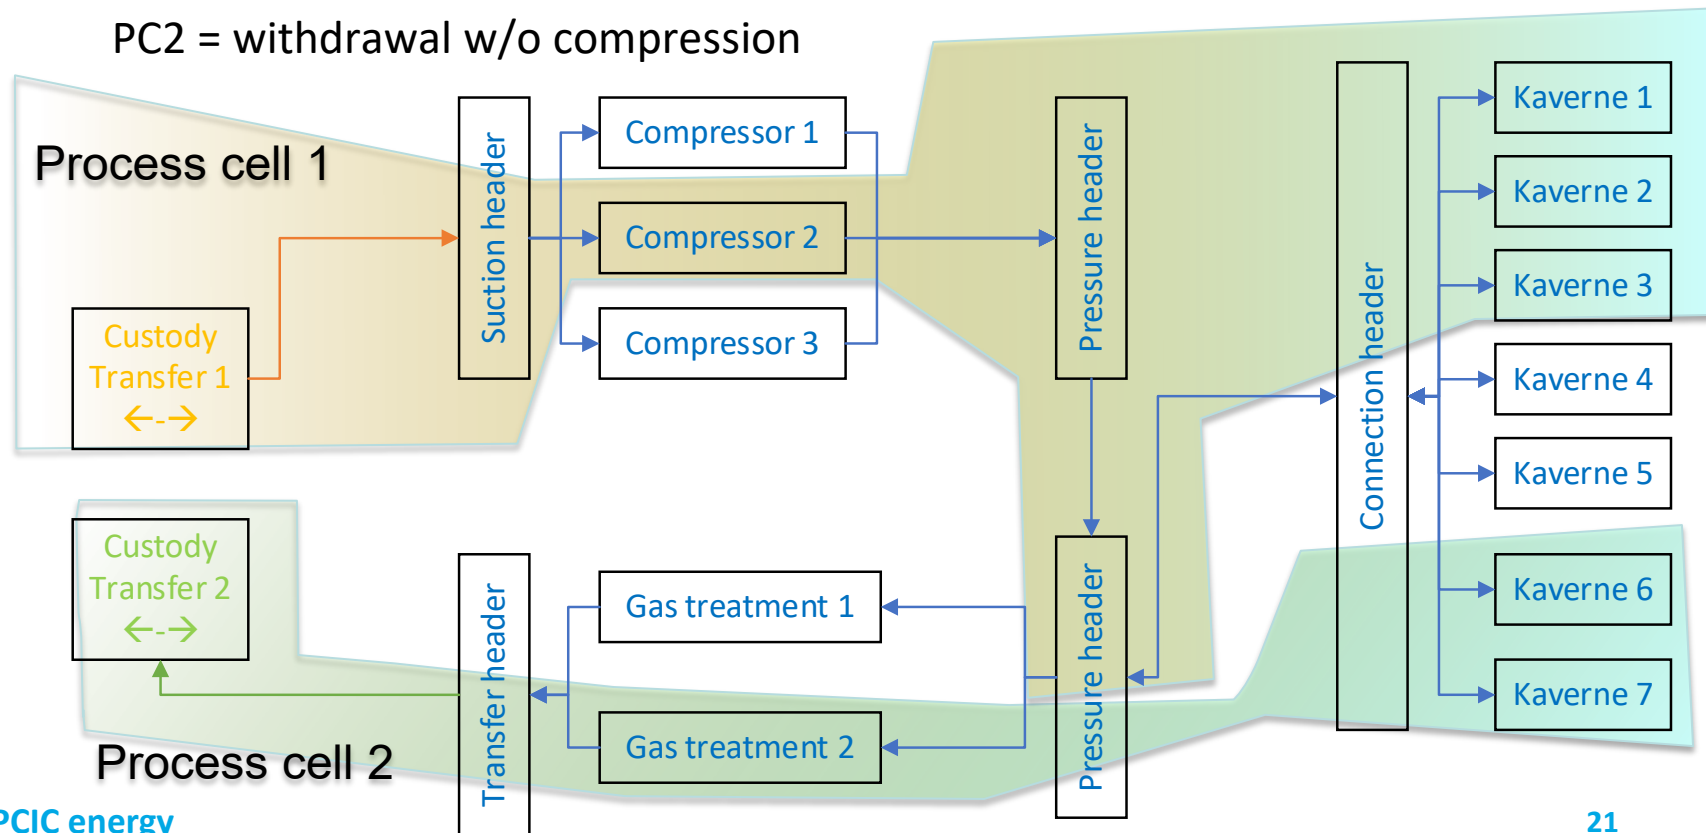 PC2 = withdrawal w/o compression
Process cell 1
Custody
Transfer 1
←-→
Suction header
Compressor 1
Compressor 2
Compressor 3
Pressure header
Connection header
Kaverne 1
Kaverne 2
Kaverne 3
Kaverne 4
Kaverne 5
Kaverne 6
Kaverne 7
Custody
Transfer 2
←-→
Process cell 2
Transfer header
Gas treatment 1
Gas treatment 2
Pressure header
PCIC energy
21